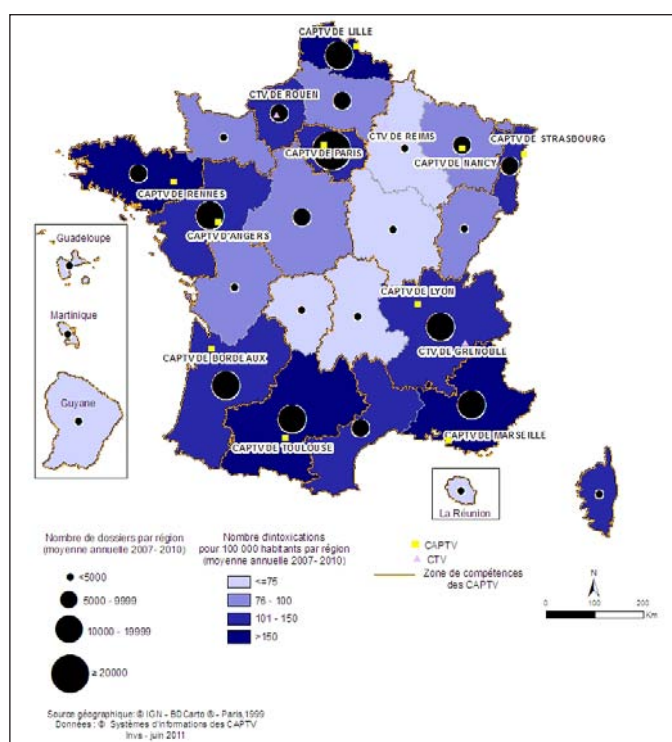 CAPTV DE LILLE
CTV DE ROUEN
CTV DE REIMS
CAPTV DE STRASBOURG
CAPTV DE PARIS
CAPTV DE NANCY
CAPTV DE RENNES
CAPTV D'ANGERS
Guadeloupe
Martinique
Guyane
CAPTV DE LYON
CAPTV DE BORDEAUX
CTV DE GRENOBLE
CAPTV DE TOULOUSE
CAPTV DE MARSEILLE
La Réunion
Nombre de dossiers par région
(moyenne annuelle 2007- 2010)
<5000
5000 - 9999
10000 - 19999
≥ 20000
Nombre d'intoxications
pour 100 000 habitants par région
(moyenne annuelle 2007- 2010)
<=75
76 - 100
101 - 150
>150
CAPTV
CTV
Zone de compétences
des CAPTV
N
0 100 200
Km
Source géographique: © IGN - BDCarto ® - Paris,1999
Données : © Systèmes d'informations des CAPTV
Invs - juin 2011